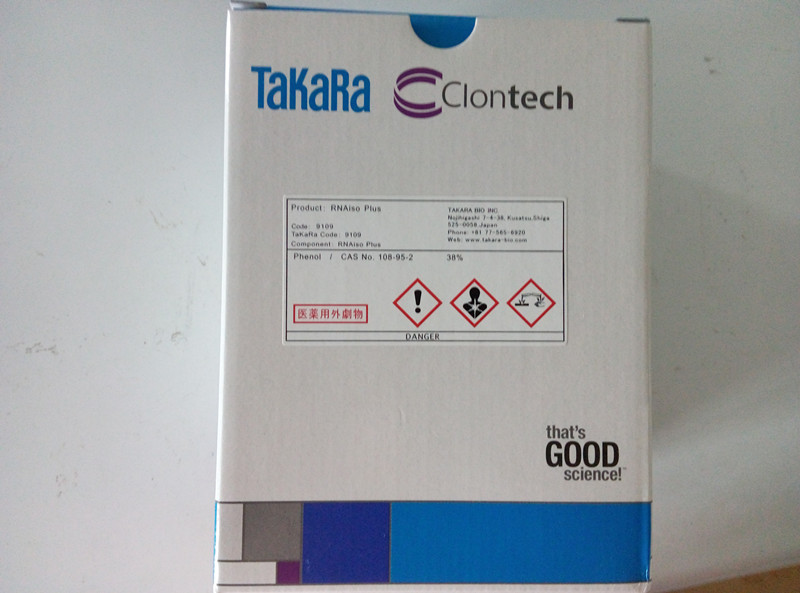 TaKaRa Clontech
Product: RNAiso Plus
Code: 9109
TaKaRa Code: 9109
Component: RNAiso Plus
TAKARA BIO INC.
Nojihigashi 7-4-38, Kusatsu,Shiga
525-0058,Japan
Phone: +81 77-565-6920
Web: www.takara-bio.com
Phenol / CAS No. 108-95-2 38%
医薬用外劇物
DANGER
that's
GOOD
science!™